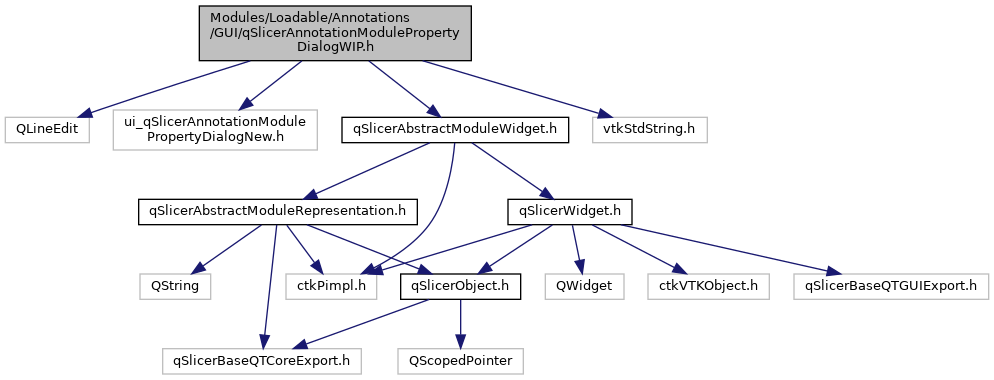 Modules/Loadable/Annotations
/GUI/qSlicerAnnotationModuleProperty
DialogWIP.h
QLineEdit
ui_qSlicerAnnotationModule
PropertyDialogNew.h
qSlicerAbstractModuleWidget.h
vtkStdString.h
qSlicerAbstractModuleRepresentation.h
qSlicerWidget.h
QString
ctkPimpl.h
qSlicerObject.h
QWidget
ctkVTKObject.h
qSlicerBaseQTGUIExport.h
qSlicerBaseQTCoreExport.h
QScopedPointer